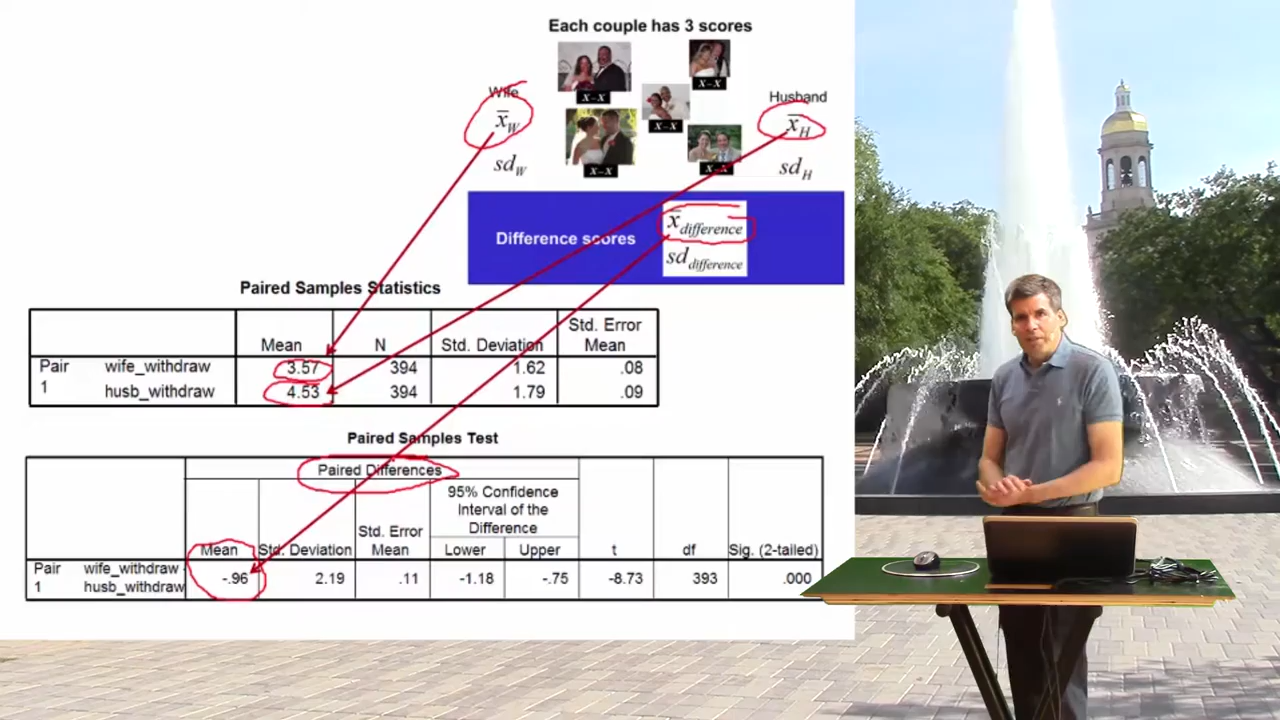 Each couple has 3 scores
X-X
X-X
X-X
X-X
X-X
Wife
x̄W
sdW
Husband
x̄H
sdH
Difference scores
x̄difference
sddifference
Paired Samples Statistics
Mean N Std. Deviation Std. Error Mean
Pair 1 wife_withdraw 3.57 394 1.62 .08
husb_withdraw 4.53 394 1.79 .09
Paired Samples Test
Paired Differences
95% Confidence
Interval of the
Difference
Mean Std. Deviation Std. Error Mean Lower Upper t df Sig. (2-tailed)
Pair 1 wife_withdraw husb_withdraw -.96 2.19 .11 -1.18 -.75 -8.73 393 .000